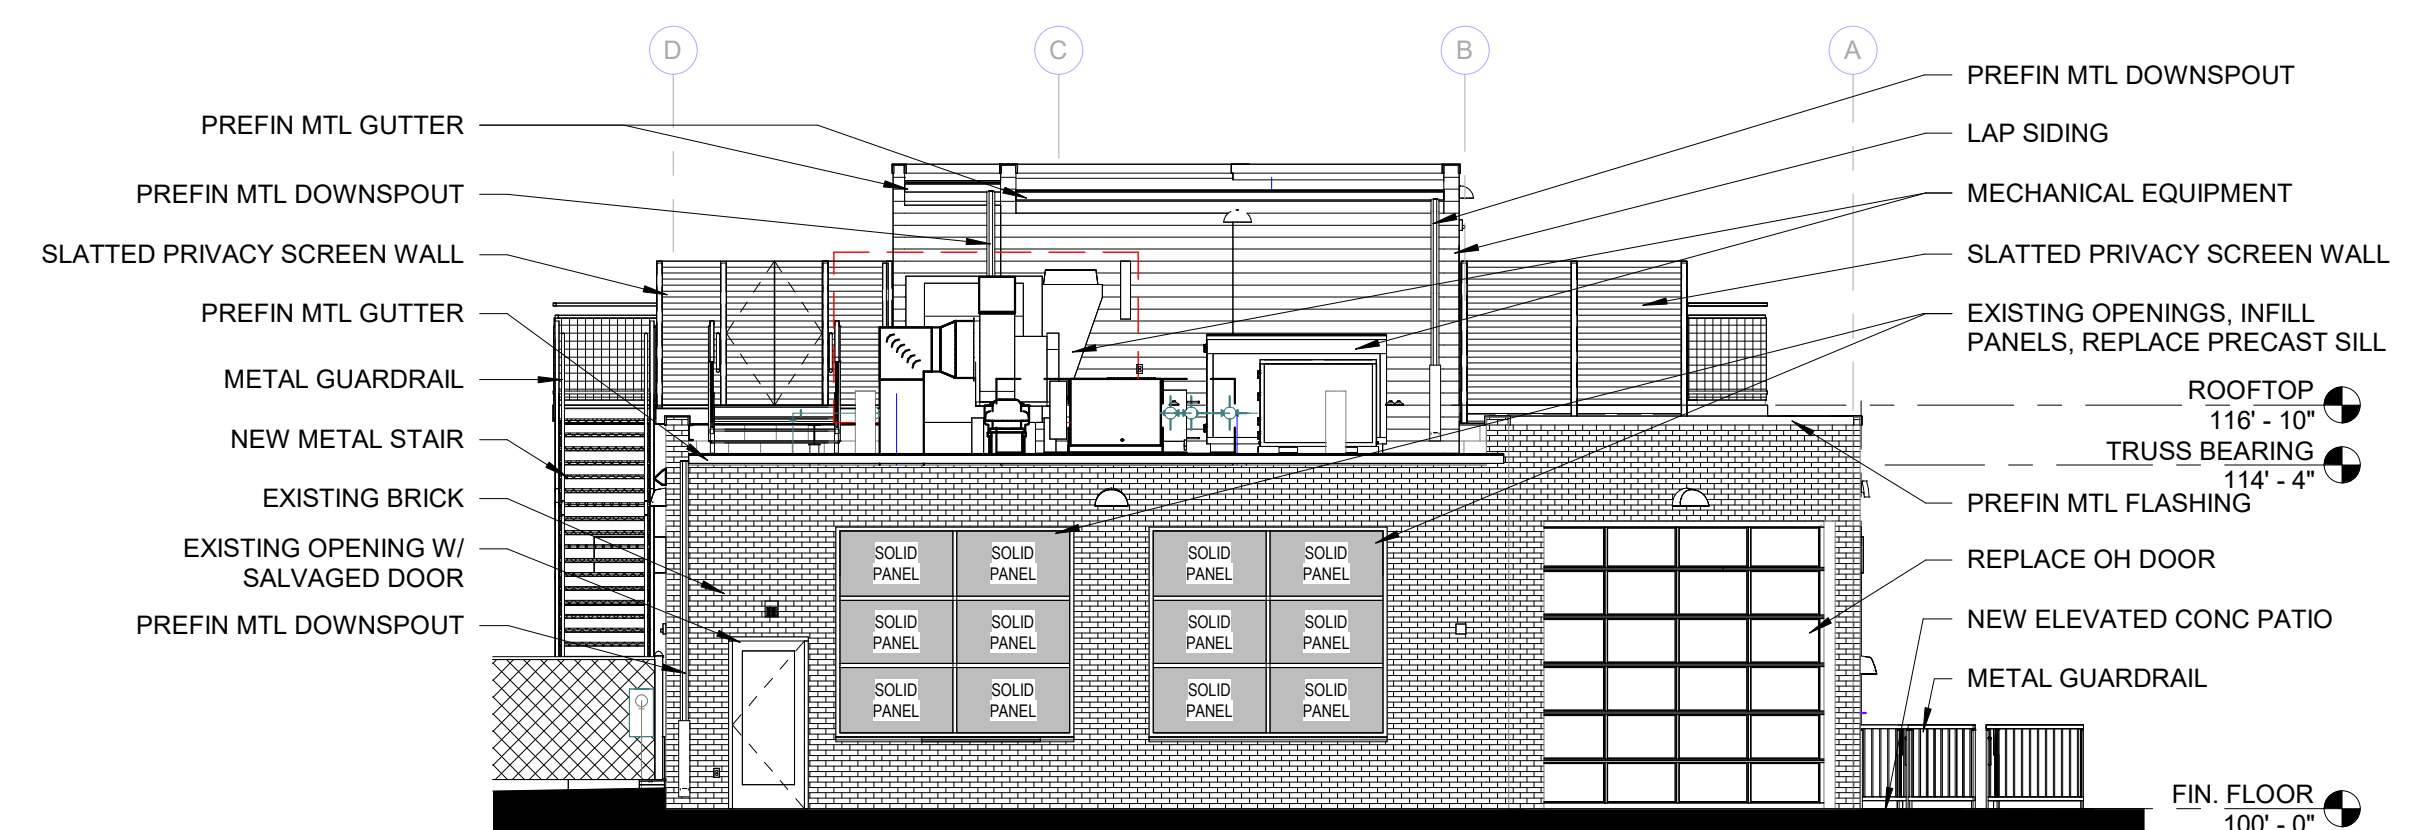 D
C
B
A
PREFIN MTL GUTTER
PREFIN MTL DOWNSPOUT
SLATTED PRIVACY SCREEN WALL
PREFIN MTL GUTTER
METAL GUARDRAIL
NEW METAL STAIR
EXISTING BRICK
EXISTING OPENING W/
SALVAGED DOOR
PREFIN MTL DOWNSPOUT
SOLID
PANEL
SOLID
PANEL
SOLID
PANEL
SOLID
PANEL
SOLID
PANEL
SOLID
PANEL
SOLID
PANEL
SOLID
PANEL
SOLID
PANEL
SOLID
PANEL
SOLID
PANEL
SOLID
PANEL
PREFIN MTL DOWNSPOUT
LAP SIDING
MECHANICAL EQUIPMENT
SLATTED PRIVACY SCREEN WALL
EXISTING OPENINGS, INFILL
PANELS, REPLACE PRECAST SILL
ROOFTOP
116' - 10"
TRUSS BEARING
114' - 4"
PREFIN MTL FLASHING
REPLACE OH DOOR
NEW ELEVATED CONC PATIO
METAL GUARDRAIL
FIN. FLOOR
100' - 0"